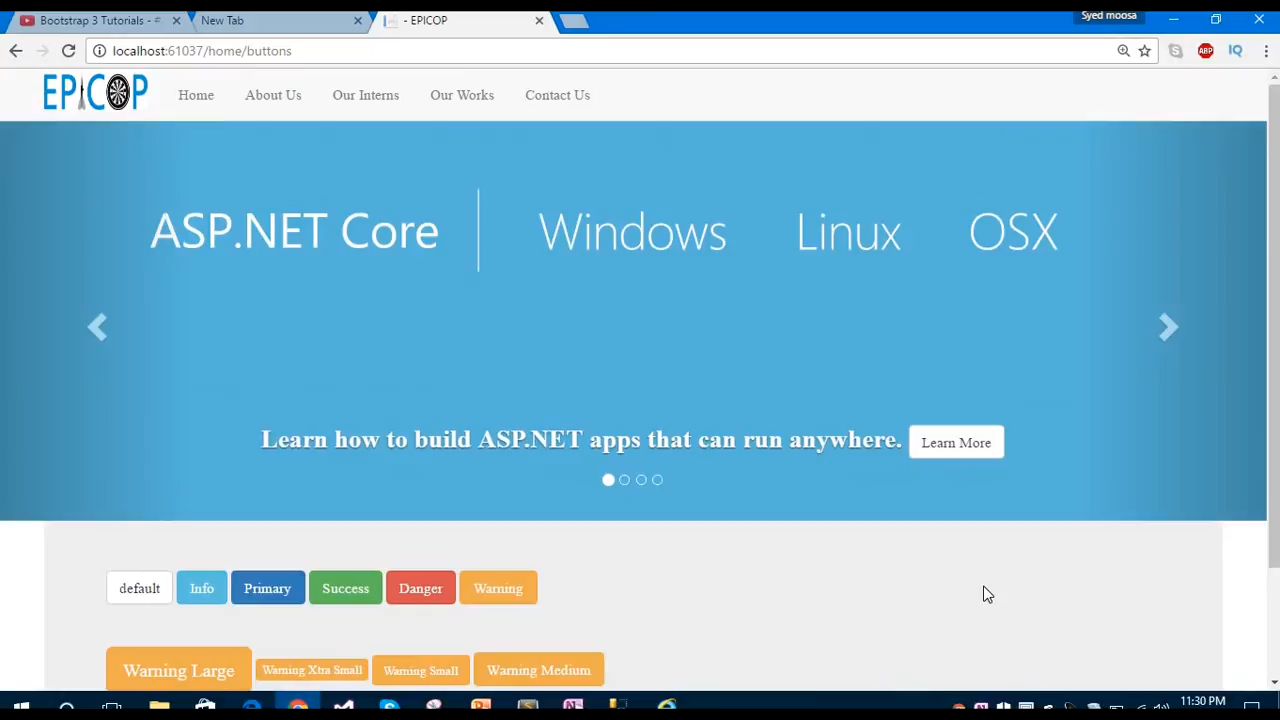 Bootstrap 3 Tutorials - #
New Tab
- EPICOP
Syed moosa
localhost:61037/home/buttons
ABP
IQ
EPICOP
Home
About Us
Our Interns
Our Works
Contact Us
ASP.NET Core
Windows
Linux
OSX
Learn how to build ASP.NET apps that can run anywhere.
Learn More
default
Info
Primary
Success
Danger
Warning
Warning Large
Warning Xtra Small
Warning Small
Warning Medium
11:30 PM